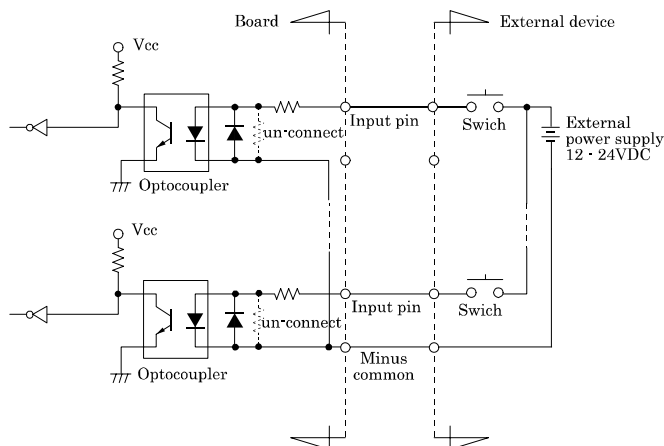 Board
External device
Vcc
un-connect
Input pin
Swich
External
power supply
12 - 24VDC
Optocoupler
Vcc
un-connect
Input pin
Swich
Optocoupler
Minus
common